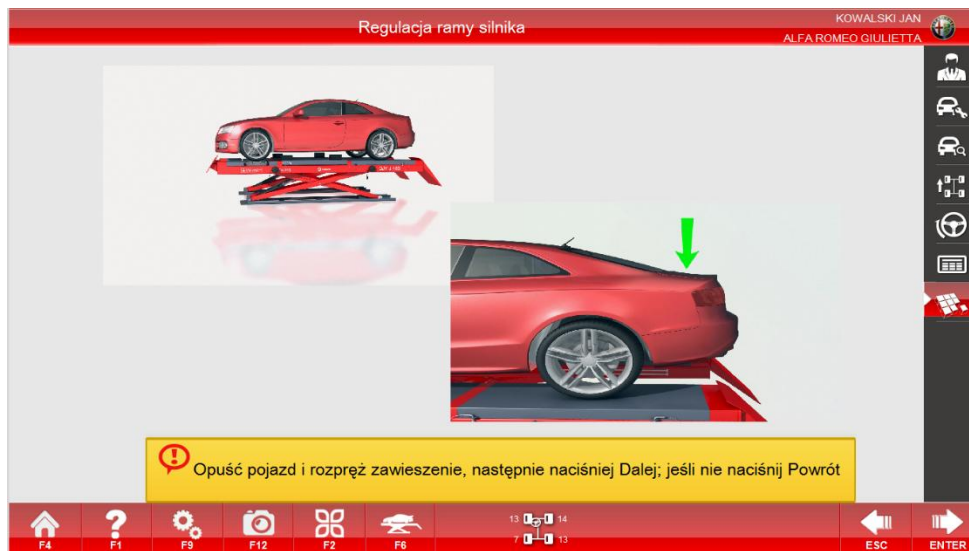 Regulacja ramy silnika
KOWALSKI JAN
ALFA ROMEO GIULIETTA
Opuść pojazd i rozpręż zawieszenie, następnie naciśniej Dalej; jeśli nie naciśnij Powrót
13 14
7 13
F4 F1 F9 F12 F2 F6 ESC ENTER